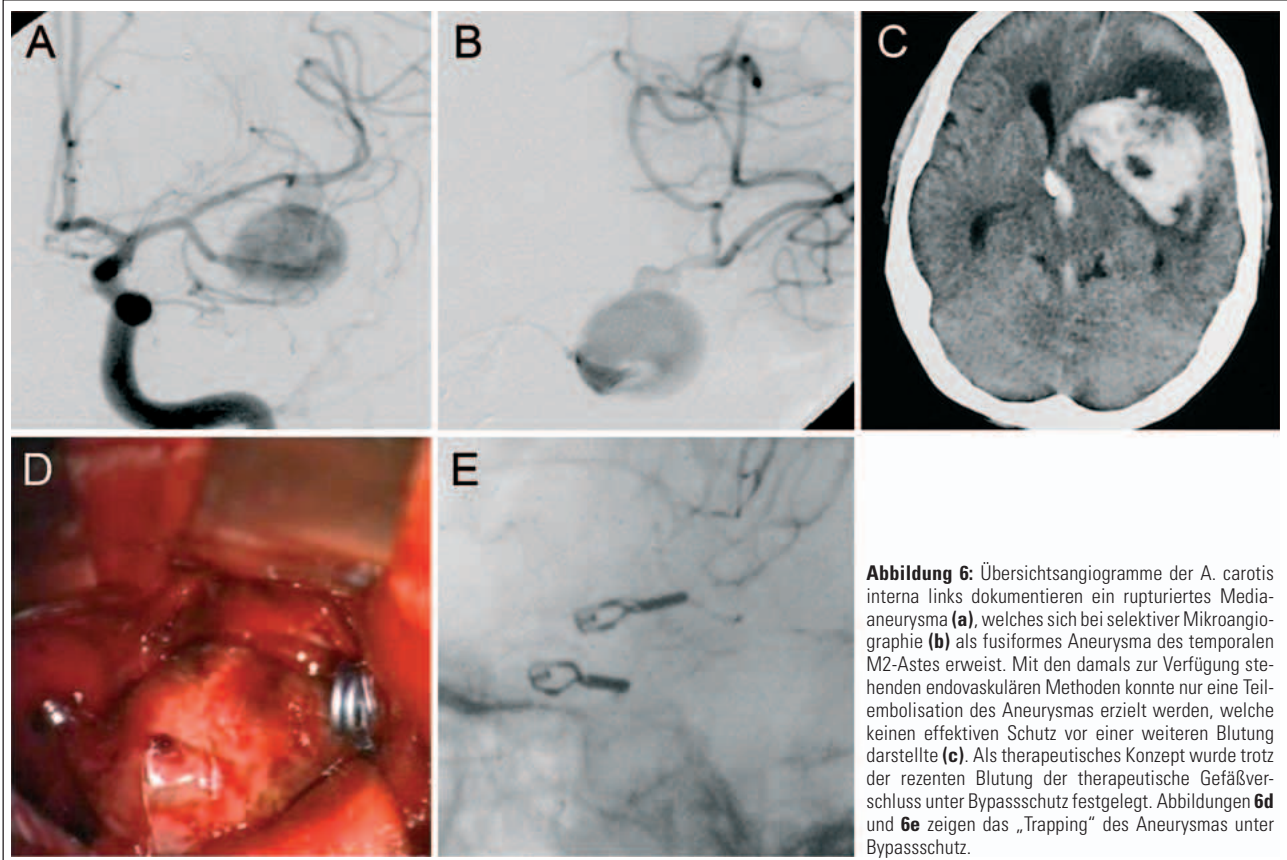 A
B
C
D
E
Abbildung 6: Übersichtsangiogramme der A. carotis
interna links dokumentieren ein rupturiertes Media-
aneurysma (a), welches sich bei selektiver Mikroangio-
graphie (b) als fusiformes Aneurysma des temporalen
M2-Astes erweist. Mit den damals zur Verfügung ste-
henden endovaskulären Methoden konnte nur eine Teil-
embolisation des Aneurysmas erzielt werden, welche
keinen effektiven Schutz vor einer weiteren Blutung
darstellte (c). Als therapeutisches Konzept wurde trotz
der rezenten Blutung der therapeutische Gefäßver-
schluss unter Bypassschutz festgelegt. Abbildungen 6d
und 6e zeigen das „Trapping“ des Aneurysmas unter
Bypassschutz.